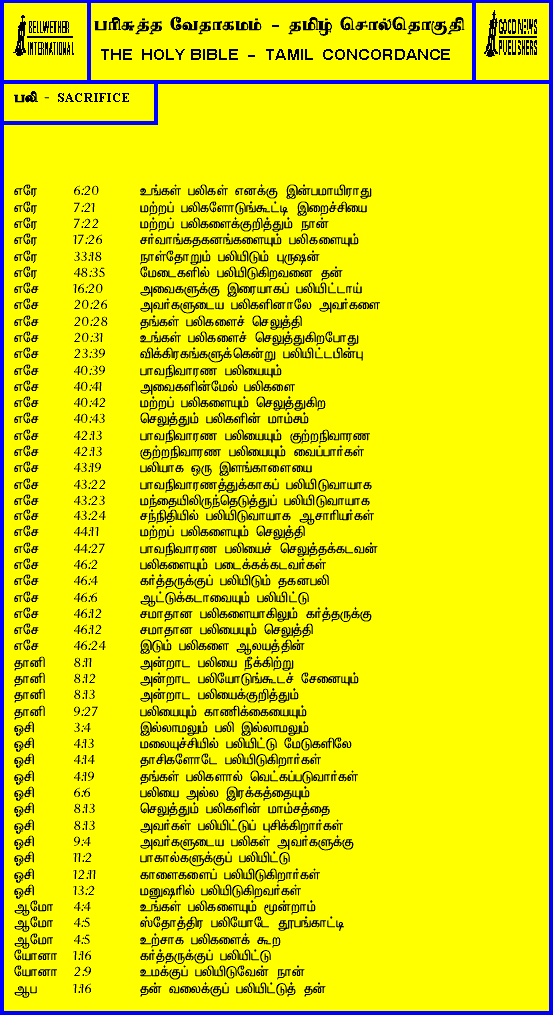 BELLWETHER
INTERNATIONAL
பரிசுத்த வேதாகமம் - தமிழ் சொல்தொகுதி
THE HOLY BIBLE - TAMIL CONCORDANCE
GOOD NEWS
PUBLISHERS
பலி - SACRIFICE
எரே 6:20 உங்கள் பலிகள் எனக்கு இன்பமாயிராது
எரே 7:21 மற்றப் பலிகளோடுங்கூட்டி இறைச்சியை
எரே 7:22 மற்றப் பலிகளைக்குறித்தும் நான்
எரே 17:26 சர்வாங்கதகனங்களையும் பலிகளையும்
எரே 33:18 நாள்தோறும் பலியிடும் புருஷன்
எரே 48:35 மேடைகளில் பலியிடுகிறவனை தன்
எசே 16:20 அவைகளுக்கு இரையாகப் பலியிட்டாய்
எசே 20:26 அவர்களுடைய பலிகளினாலே அவர்களை
எசே 20:28 தங்கள் பலிகளைச் செலுத்தி
எசே 20:31 உங்கள் பலிகளைச் செலுத்துகிறபோது
எசே 23:39 விக்கிரகங்களுக்கென்று பலியிட்டபின்பு
எசே 40:39 பாவநிவாரண பலியையும்
எசே 40:41 அவைகளின்மேல் பலிகளை
எசே 40:42 மற்றப் பலிகளையும் செலுத்துகிற
எசே 40:43 செலுத்தும் பலிகளின் மாம்சம்
எசே 42:13 பாவநிவாரண பலியையும் குற்றநிவாரண
எசே 42:13 குற்றநிவாரண பலியையும் வைப்பார்கள்
எசே 43:19 பலியாக ஒரு இளங்காளையை
எசே 43:22 பாவநிவாரணத்துக்காகப் பலியிடுவாயாக
எசே 43:23 மந்தையிலிருந்தெடுத்துப் பலியிடுவாயாக
எசே 43:24 சந்நிதியில் பலியிடுவாயாக ஆசாரியர்கள்
எசே 44:11 மற்றப் பலிகளையும் செலுத்தி
எசே 44:27 பாவநிவாரண பலியைச் செலுத்தக்கடவன்
எசே 46:2 பலிகளையும் படைக்கக்கடவர்கள்
எசே 46:4 கர்த்தருக்குப் பலியிடும் தகனபலி
எசே 46:6 ஆட்டுக்கடாவையும் பலியிட்டு
எசே 46:12 சமாதான பலிகளையாகிலும் கர்த்தருக்கு
எசே 46:12 சமாதான பலியையும் செலுத்தி
எசே 46:24 இடும் பலிகளை ஆலயத்தின்
தானி 8:11 அன்றாட பலியை நீக்கிற்று
தானி 8:12 அன்றாட பலியோடுங்கூடச் சேனையும்
தானி 8:13 அன்றாட பலியைக்குறித்தும்
தானி 9:27 பலியையும் காணிக்கையையும்
ஓசி 3:4 இல்லாமலும் பலி இல்லாமலும்
ஓசி 4:13 மலையுச்சியில் பலியிட்டு மேடுகளிலே
ஓசி 4:14 தாசிகளோடே பலியிடுகிறார்கள்
ஓசி 4:19 தங்கள் பலிகளால் வெட்கப்படுவார்கள்
ஓசி 6:6 பலியை அல்ல இரக்கத்தையும்
ஓசி 8:13 செலுத்தும் பலிகளின் மாம்சத்தை
ஓசி 8:13 அவர்கள் பலியிட்டுப் புசிக்கிறார்கள்
ஓசி 9:4 அவர்களுடைய பலிகள் அவர்களுக்கு
ஓசி 11:2 பாகால்களுக்குப் பலியிட்டு
ஓசி 12:11 காளைகளைப் பலியிடுகிறார்கள்
ஓசி 13:2 மனுஷரில் பலியிடுகிறவர்கள்
ஆமோ 4:4 உங்கள் பலிகளையும் மூன்றாம்
ஆமோ 4:5 ஸ்தோத்திர பலியோடே தூபங்காட்டி
ஆமோ 4:5 உற்சாக பலிகளைக் கூற
யோனா 1:16 கர்த்தருக்குப் பலியிட்டு
யோனா 2:9 உமக்குப் பலியிடுவேன் நான்
ஆப 1:16 தன் வலைக்குப் பலியிட்டுத் தன்